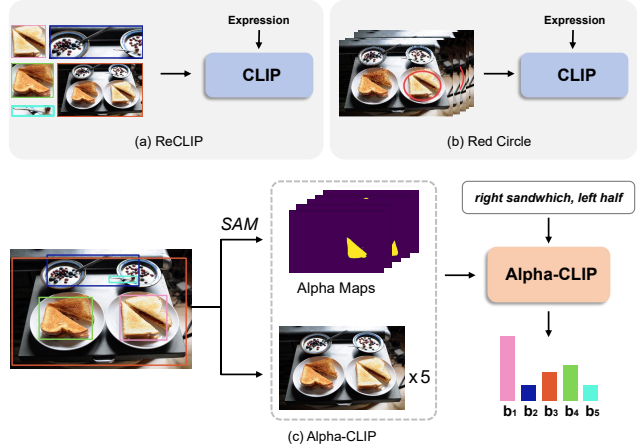 Expression
CLIP
(a) ReCLIP
Expression
CLIP
(b) Red Circle
SAM
Alpha Maps
x 5
right sandwhich, left half
Alpha-CLIP
b1 b2 b3 b4 b5
(c) Alpha-CLIP